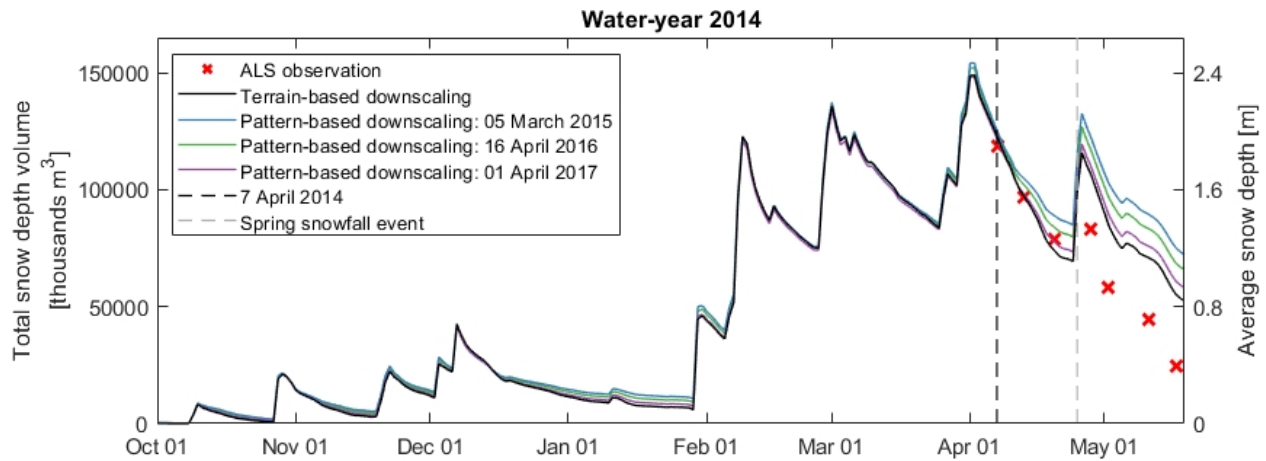 Water-year 2014
Total snow depth volume
[thousands m³]
150000
100000
50000
0
ALS observation
Terrain-based downscaling
Pattern-based downscaling: 05 March 2015
Pattern-based downscaling: 16 April 2016
Pattern-based downscaling: 01 April 2017
7 April 2014
Spring snowfall event
2.4
1.6
0.8
0
Average snow depth [m]
Oct 01 Nov 01 Dec 01 Jan 01 Feb 01 Mar 01 Apr 01 May 01